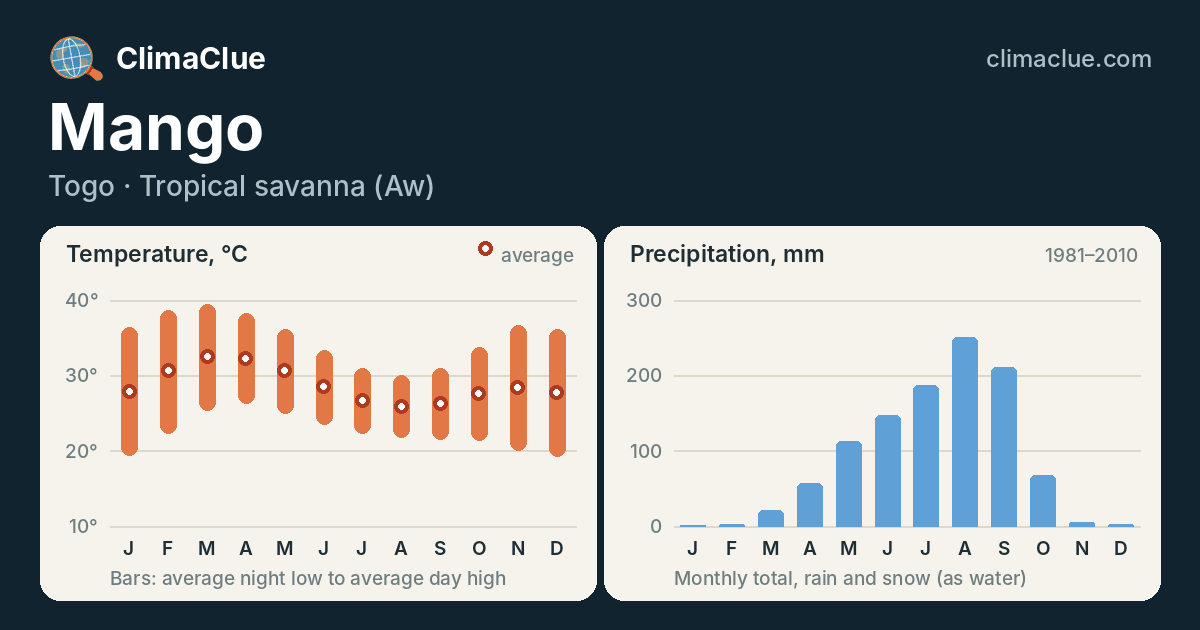 ClimaClue
climaclue.com
Mango
Togo · Tropical savanna (Aw)
Temperature, °C
average
40°
30°
20°
10°
J F M A M J J A S O N D
Bars: average night low to average day high
Precipitation, mm
1981–2010
300
200
100
0
J F M A M J J A S O N D
Monthly total, rain and snow (as water)